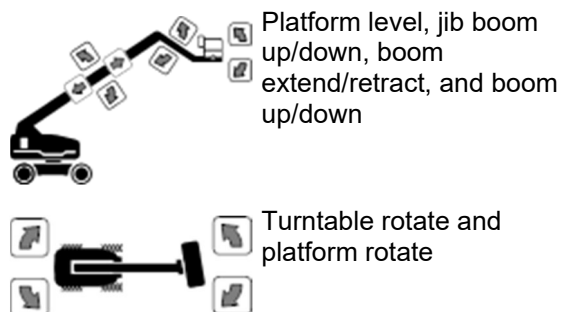 Platform level, jib boom
up/down, boom
extend/retract, and boom
up/down
Turntable rotate and
platform rotate